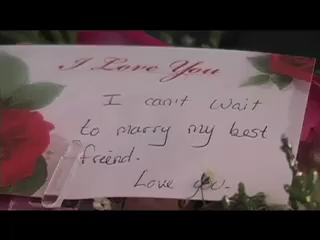 I Love You
I can't wait
to marry my best
friend.
Love you.